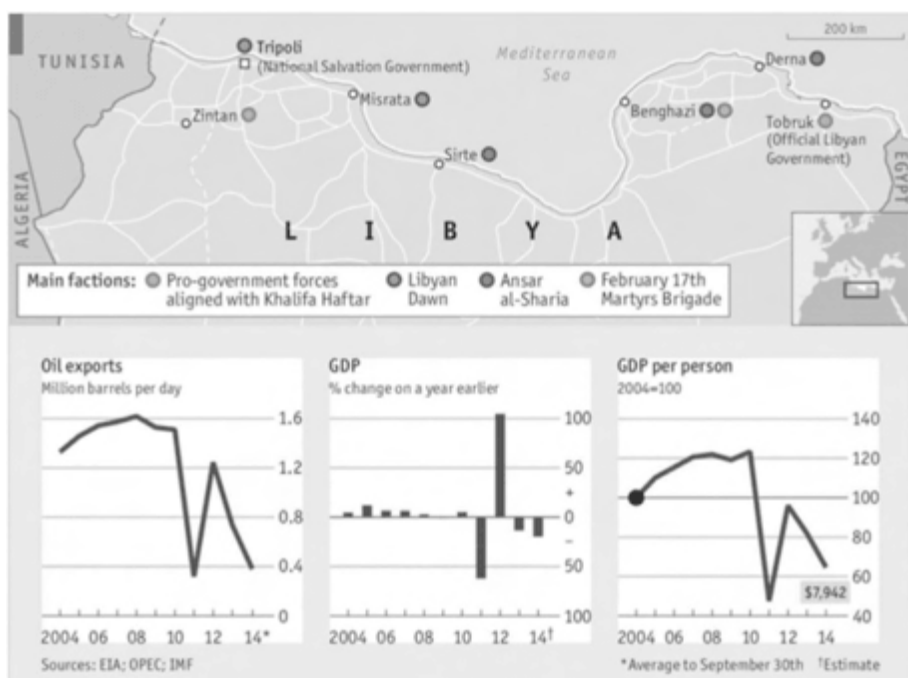 200 km
TUNISIA
Tripoli
(National Salvation Government)
Mediterranean
Sea
Derna
Zintan
Misrata
Benghazi
Tobruk
(Official Libyan
Government)
Sirte
ALGERIA
EGYPT
L I B Y A
Main factions: Pro-government forces
aligned with Khalifa Haftar
Libyan
Dawn
Ansar
al-Sharia
February 17th
Martyrs Brigade
Oil exports
Million barrels per day
1.6
1.2
0.8
0.4
0
2004 06 08 10 12 14*
GDP
% change on a year earlier
100
50
+
0
–
50
100
2004 06 08 10 12 14†
GDP per person
2004=100
140
120
100
80
60
40
$7,942
2004 06 08 10 12 14
Sources: EIA; OPEC; IMF
*Average to September 30th †Estimate